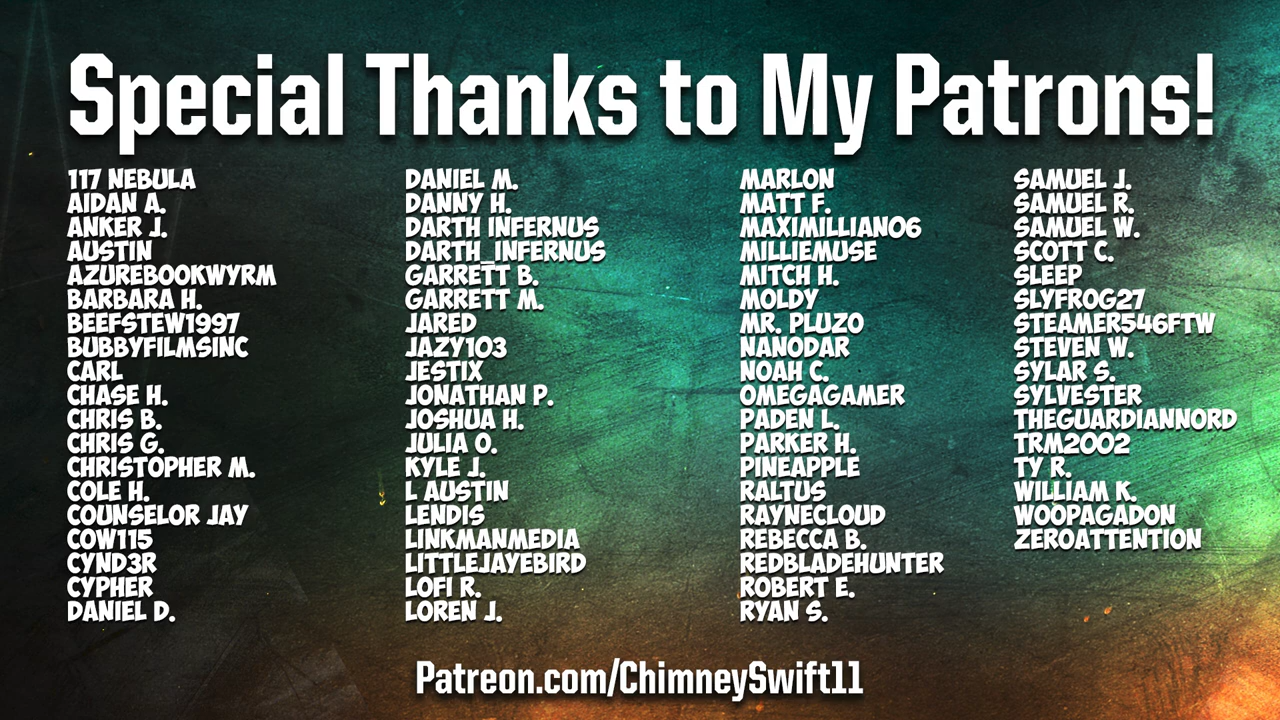 Special Thanks to My Patrons!
117 NEBULA
AIDAN A.
ANKER J.
AUSTIN
AZUREBOOKWYRM
BARBARA H.
BEEFSTEW1997
BUBBYFILMSINC
CARL
CHASE H.
CHRIS B.
CHRIS G.
CHRISTOPHER M.
COLE H.
COUNSELOR JAY
COW115
CYND3R
CYPHER
DANIEL D.
DANIEL M.
DANNY H.
DARTH INFERNUS
DARTH_INFERNUS
GARRETT B.
GARRETT M.
JARED
JAZY103
JESTIX
JONATHAN P.
JOSHUA H.
JULIA O.
KYLE J.
L AUSTIN
LENDIS
LINKMANMEDIA
LITTLEJAYEBIRD
LOFI R.
LOREN J.
MARLON
MATT F.
MAXIMILLIANO6
MILLIEMUSE
MITCH H.
MOLDY
MR. PLUZO
NANODAR
NOAH C.
OMEGAGAMER
PADEN L.
PARKER H.
PINEAPPLE
RALTUS
RAYNECLOUD
REBECCA B.
REDBLADEHUNTER
ROBERT E.
RYAN S.
SAMUEL J.
SAMUEL R.
SAMUEL W.
SCOTT C.
SLEEP
SLYFROG27
STEAMER546FTW
STEVEN W.
SYLAR S.
SYLVESTER
THEGUARDIANNORD
TRM2002
TY R.
WILLIAM K.
WOOPAGADON
ZEROATTENTION
Patreon.com/ChimneySwift11